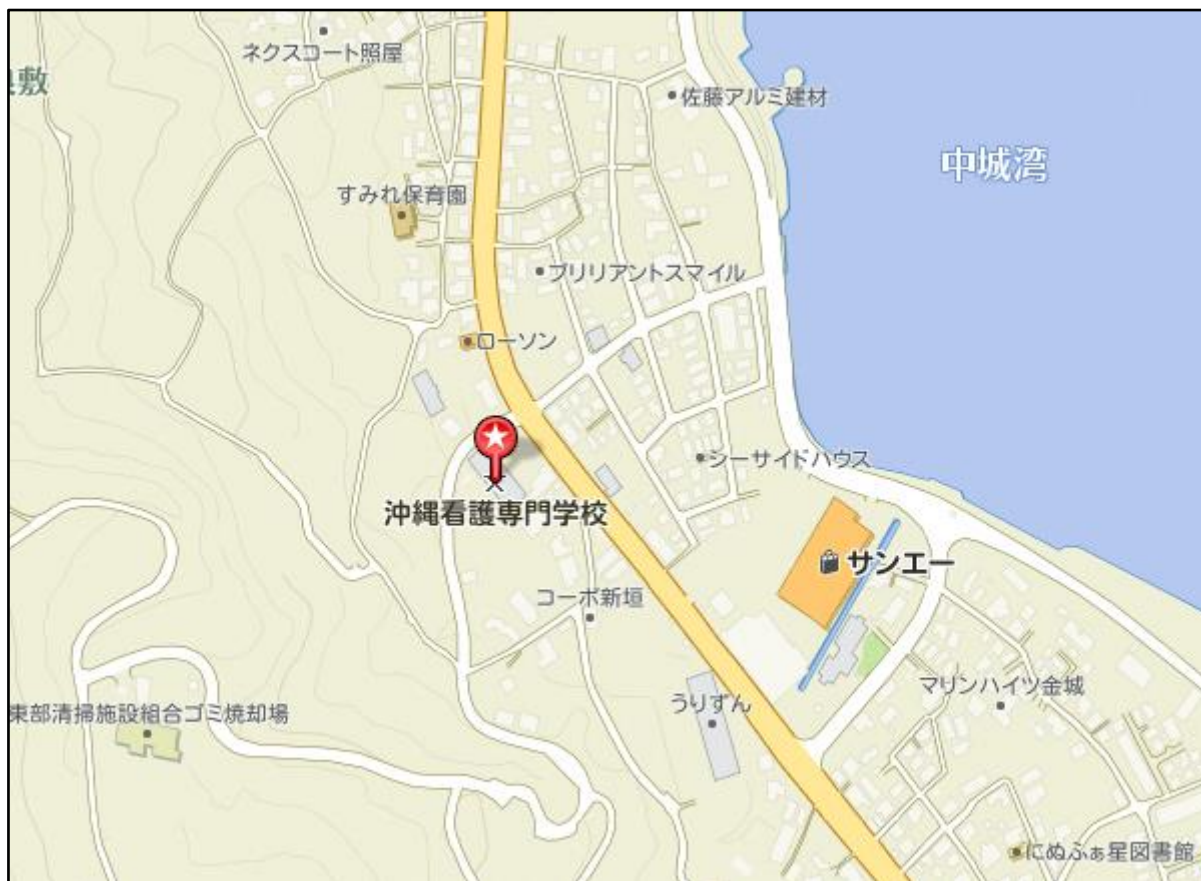 ネクスコート照屋
敷
佐藤アルミ建材
中城湾
すみれ保育園
ブリリアントスマイル
ローソン
シーサイドハウス
沖縄看護専門学校
サンエー
コーポ新垣
マリンハイツ金城
うりずん
東部清掃施設組合ゴミ焼却場
にぬふぁ星図書館